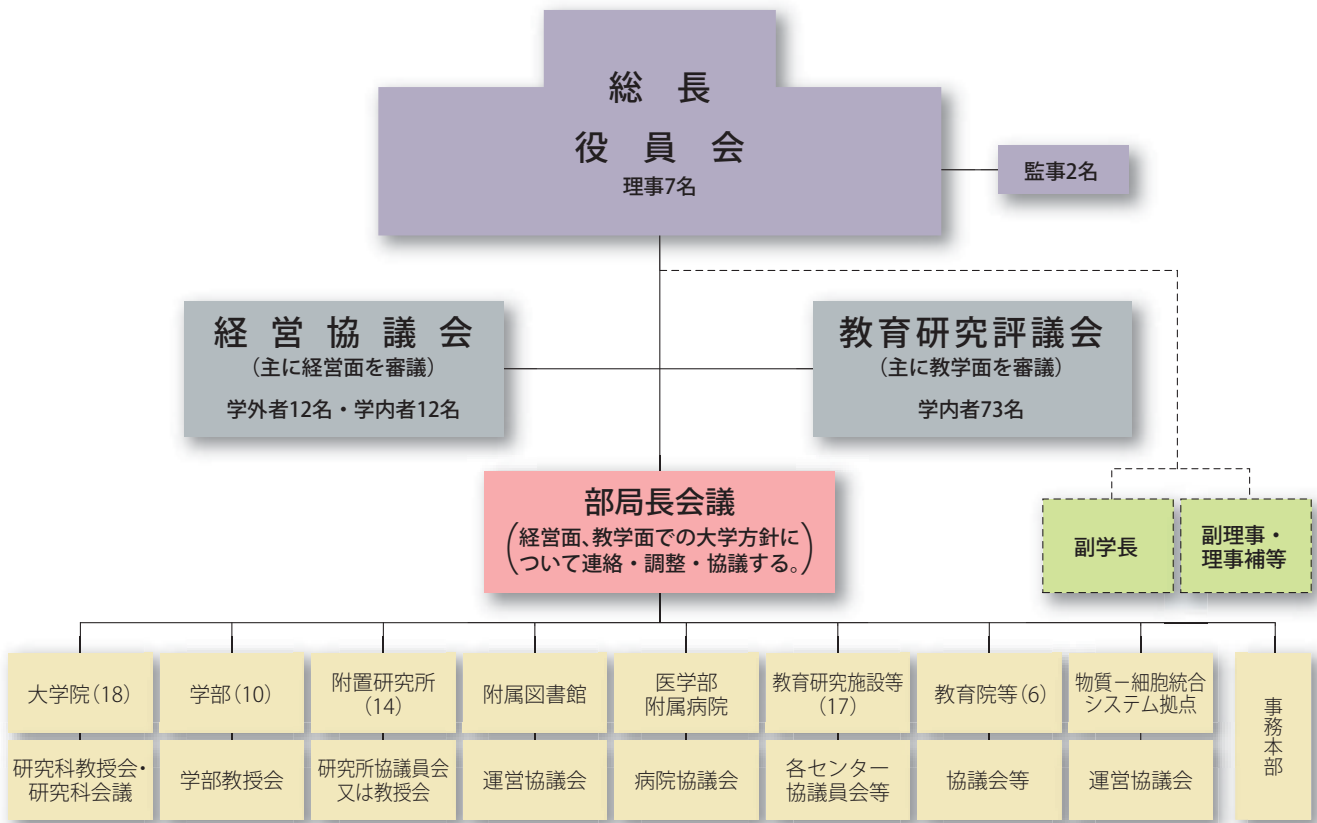 総長
役員会
理事7名
監事2名
経営協議会
(主に経営面を審議)
学外者12名・学内者12名
教育研究評議会
(主に教学面を審議)
学内者73名
部局長会議
(経営面、教学面での大学方針に
ついて連絡・調整・協議する。)
副学長
副理事・
理事補等
大学院(18)
学部(10)
附置研究所
(14)
附属図書館
医学部
附属病院
教育研究施設等
(17)
教育院等(6)
物質−細胞統合
システム拠点
事務本部
研究科教授会・
研究科会議
学部教授会
研究所協議員会
又は教授会
運営協議会
病院協議会
各センター
協議員会等
協議会等
運営協議会